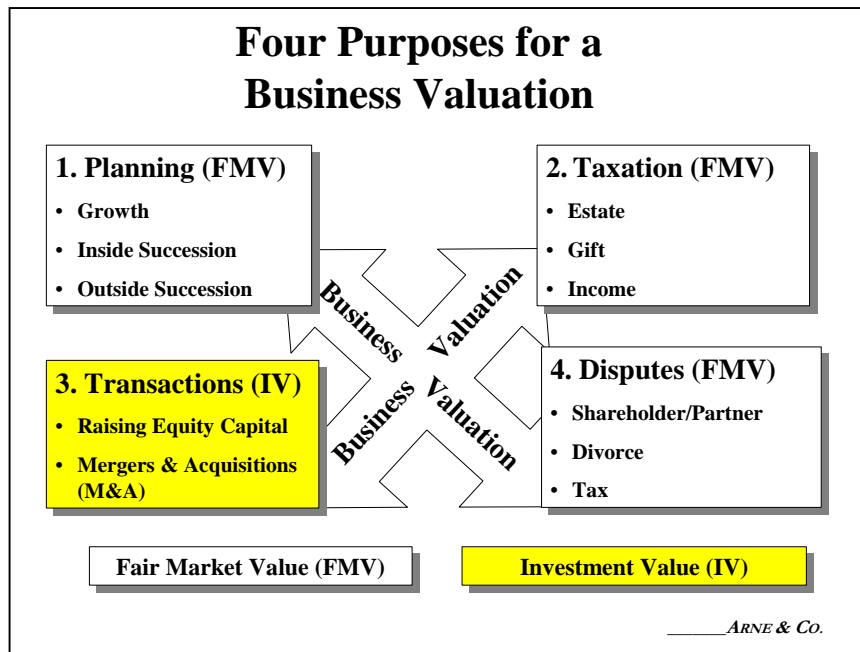 Four Purposes for a
Business Valuation
1. Planning (FMV)
• Growth
• Inside Succession
• Outside Succession
2. Taxation (FMV)
• Estate
• Gift
• Income
Business Valuation
Business Valuation
3. Transactions (IV)
• Raising Equity Capital
• Mergers & Acquisitions
(M&A)
4. Disputes (FMV)
• Shareholder/Partner
• Divorce
• Tax
Fair Market Value (FMV)
Investment Value (IV)
______ARNE & CO.